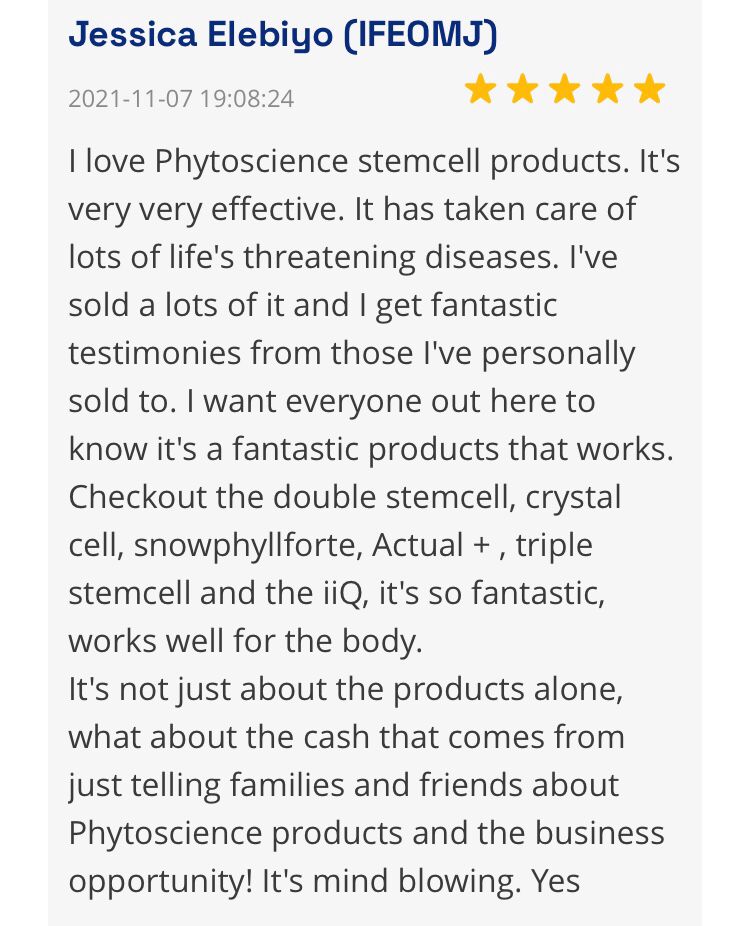 Jessica Elebiyo (IFEOMJ)
2021-11-07 19:08:24
I love Phytoscience stemcell products. It's
very very effective. It has taken care of
lots of life's threatening diseases. I've
sold a lots of it and I get fantastic
testimonies from those I've personally
sold to. I want everyone out here to
know it's a fantastic products that works.
Checkout the double stemcell, crystal
cell, snowphyllforte, Actual + , triple
stemcell and the iiQ, it's so fantastic,
works well for the body.
It's not just about the products alone,
what about the cash that comes from
just telling families and friends about
Phytoscience products and the business
opportunity! It's mind blowing. Yes